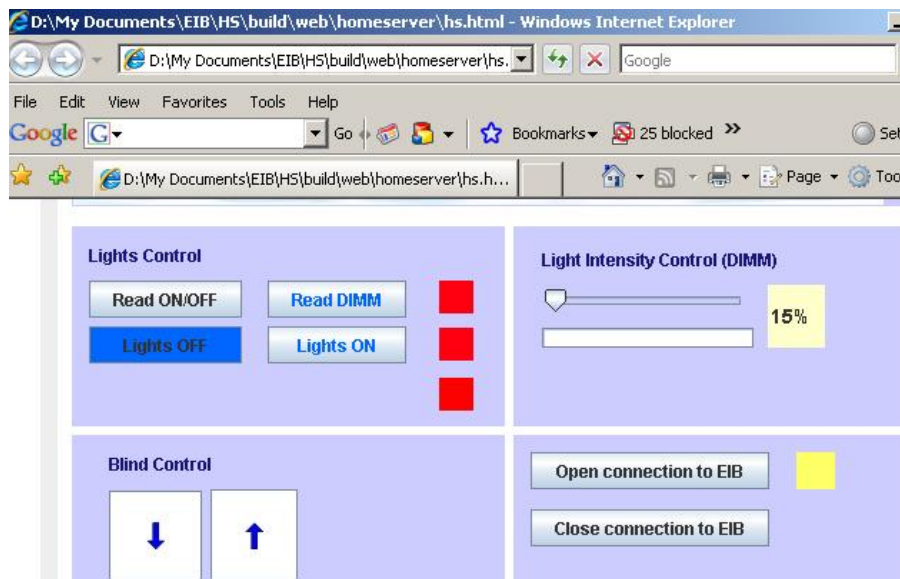 D:\My Documents\EIB\HS\build\web\homeserver\hs.html - Windows Internet Explorer
D:\My Documents\EIB\HS\build\web\homeserver\hs.
Google
File Edit View Favorites Tools Help
Google G Go Bookmarks 25 blocked » Set
D:\My Documents\EIB\HS\build\web\homeserver\hs.h... Page Too
Lights Control
Read ON/OFF Read DIMM
Lights OFF Lights ON
Light Intensity Control (DIMM)
15%
Blind Control
Open connection to EIB
Close connection to EIB